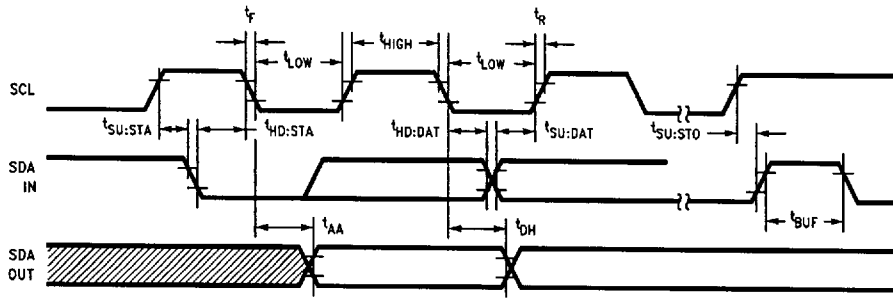 tF
tR
tLOW
tHIGH
tLOW
SCL
tSU:STA
tHD:STA
tHD:DAT
tSU:DAT
tSU:STO
SDA
IN
tBUF
tAA
tDH
SDA
OUT